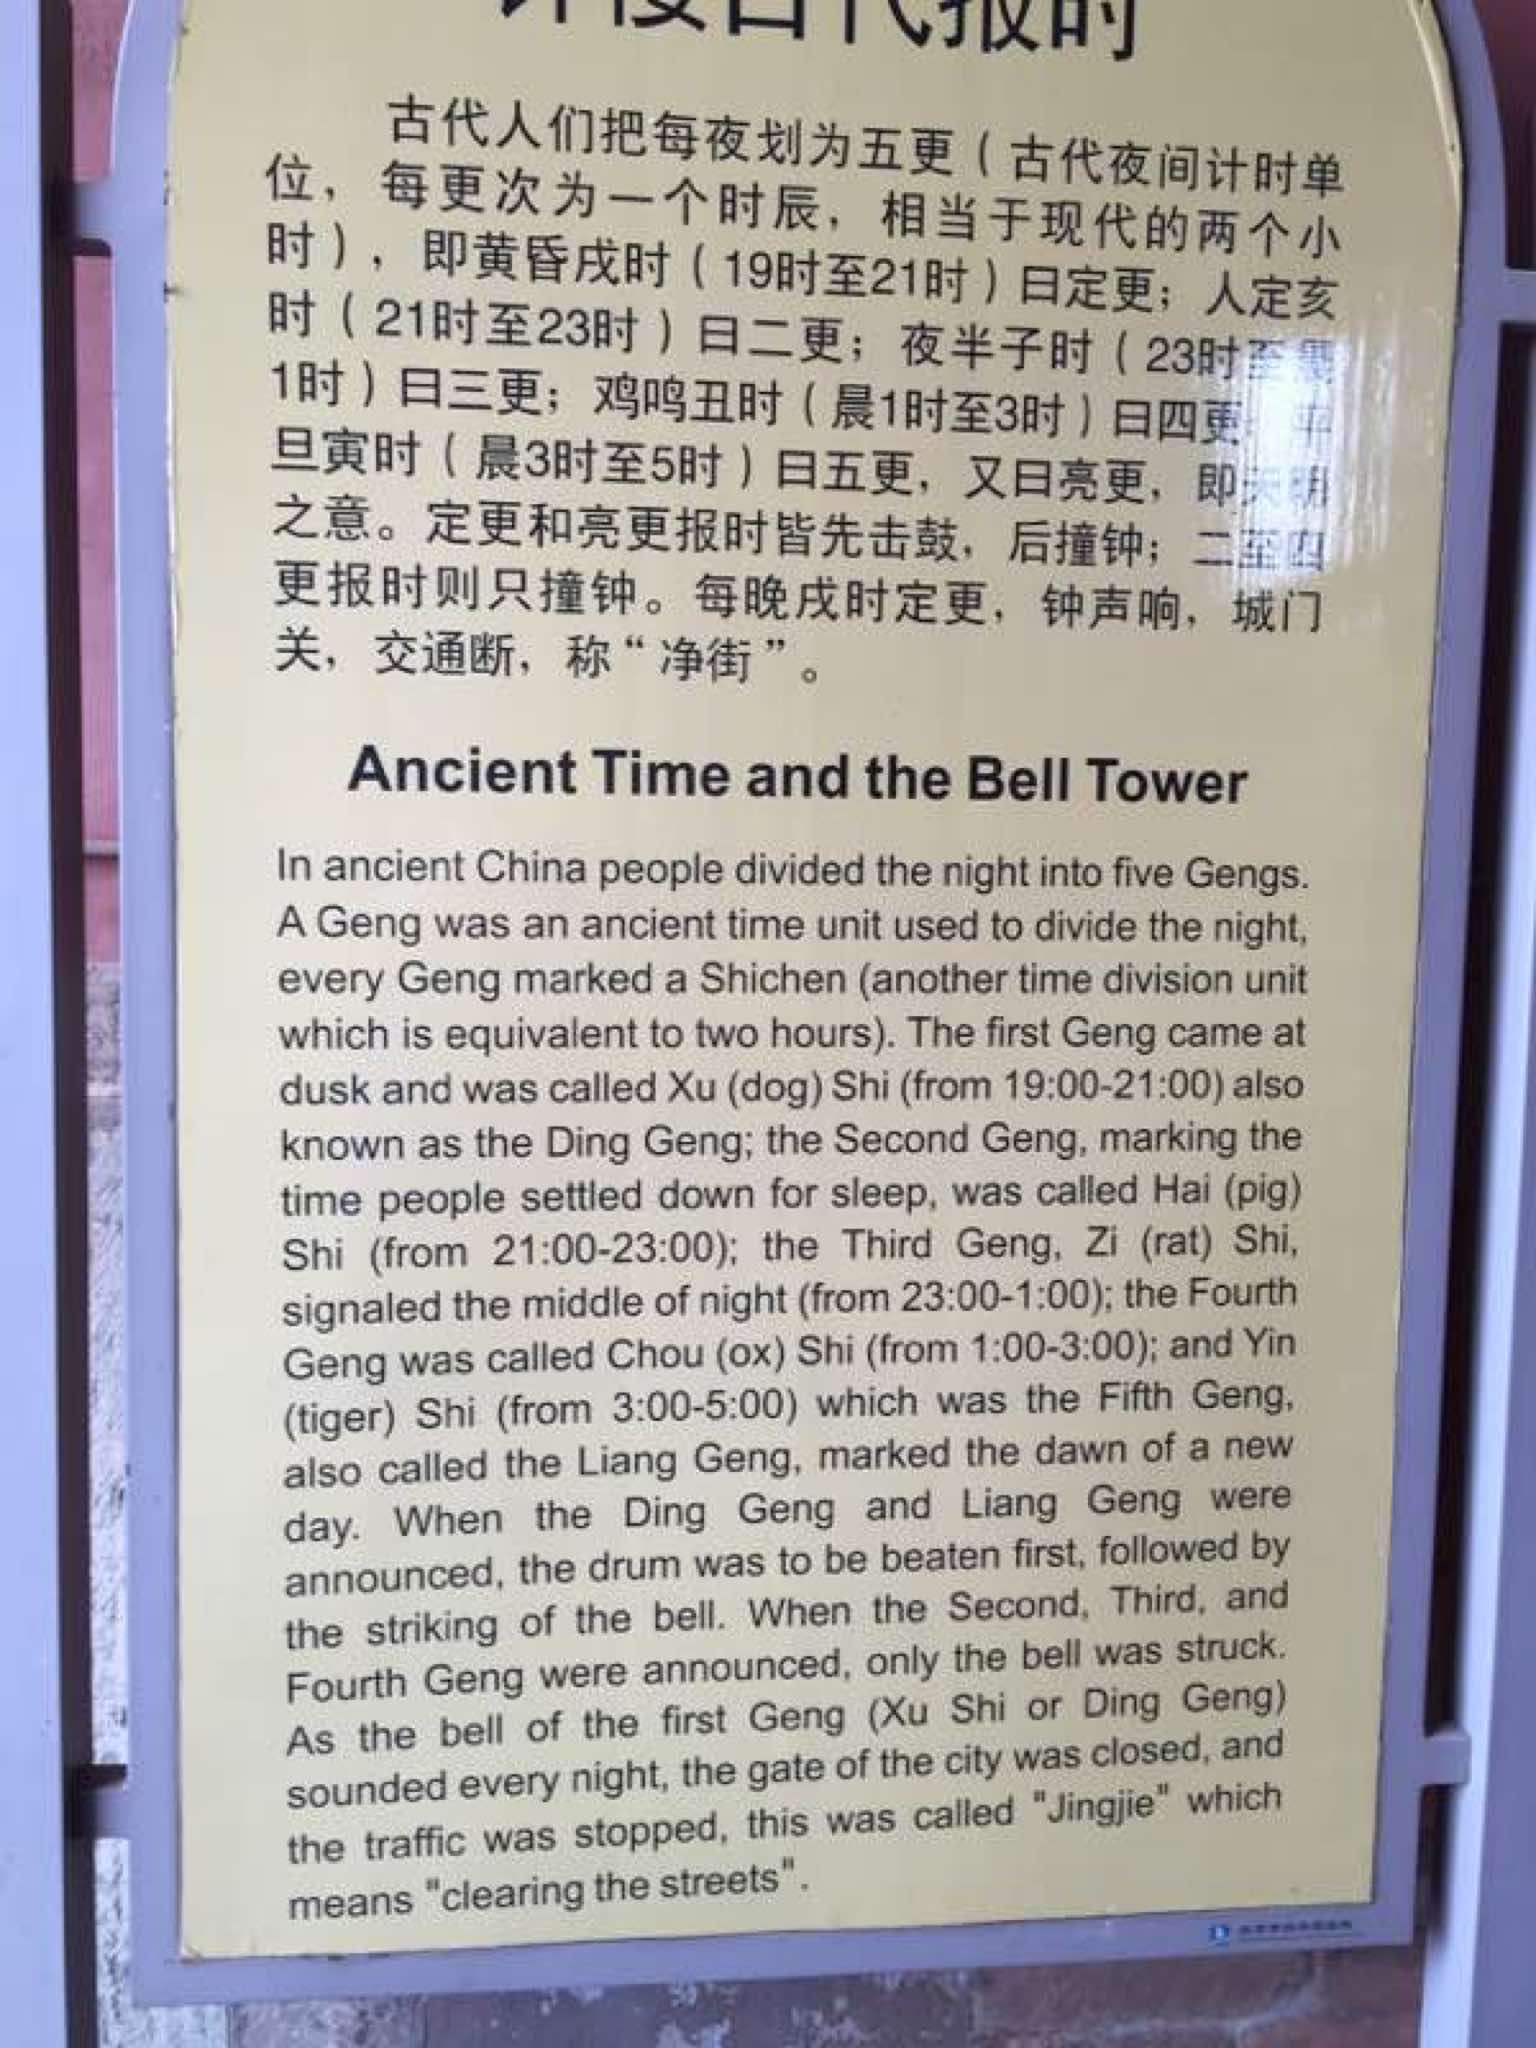 钟楼古代报时
古代人们把每夜划为五更（古代夜间计时单
位，每更次为一个时辰，相当于现代的两个小
时），即黄昏戌时（19时至21时）曰定更；人定亥
时（21时至23时）曰二更；夜半子时（23时至
1时）曰三更；鸡鸣丑时（晨1时至3时）曰四更 平
旦寅时（晨3时至5时）曰五更，又曰亮更，即天明
之意。定更和亮更报时皆先击鼓，后撞钟；二至四
更报时则只撞钟。每晚戌时定更，钟声响，城门
关，交通断，称“净街”。
Ancient Time and the Bell Tower
In ancient China people divided the night into five Gengs.
A Geng was an ancient time unit used to divide the night,
every Geng marked a Shichen (another time division unit
which is equivalent to two hours). The first Geng came at
dusk and was called Xu (dog) Shi (from 19:00-21:00) also
known as the Ding Geng; the Second Geng, marking the
time people settled down for sleep, was called Hai (pig)
Shi (from 21:00-23:00); the Third Geng, Zi (rat) Shi,
signaled the middle of night (from 23:00-1:00); the Fourth
Geng was called Chou (ox) Shi (from 1:00-3:00); and Yin
(tiger) Shi (from 3:00-5:00) which was the Fifth Geng,
also called the Liang Geng, marked the dawn of a new
day. When the Ding Geng and Liang Geng were
announced, the drum was to be beaten first, followed by
the striking of the bell. When the Second, Third, and
Fourth Geng were announced, only the bell was struck.
As the bell of the first Geng (Xu Shi or Ding Geng)
sounded every night, the gate of the city was closed, and
the traffic was stopped, this was called "Jingjie" which
means "clearing the streets".